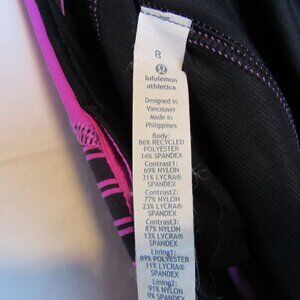 8
lululemon
athletica
Designed in
Vancouver
Made in
Philippines
Body:
86% RECYCLED
POLYESTER
14% SPANDEX
Contrast1:
69% NYLON
31% LYCRA®
SPANDEX
Contrast2:
77% NYLON
23% LYCRA®
SPANDEX
Contrast3:
87% NYLON
13% LYCRA®
SPANDEX
Lining1:
89% POLYESTER
11% LYCRA®
SPANDEX
Lining2:
91% NYLON
9% SPANDEX